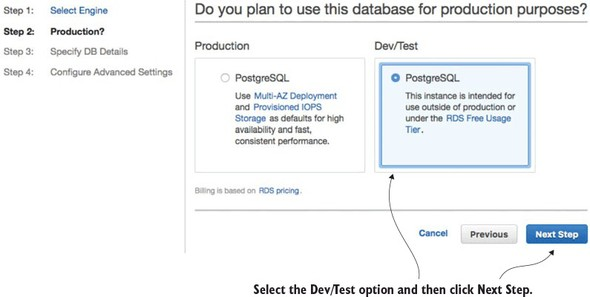 Step 1: Select Engine
Step 2: Production?
Step 3: Specify DB Details
Step 4: Configure Advanced Settings
Do you plan to use this database for production purposes?
Production
PostgreSQL
Use Multi-AZ Deployment
and Provisioned IOPS
Storage as defaults for high
availability and fast,
consistent performance.
Dev/Test
PostgreSQL
This instance is intended for
use outside of production or
under the RDS Free Usage
Tier.
Billing is based on RDS pricing.
Cancel Previous Next Step
Select the Dev/Test option and then click Next Step.